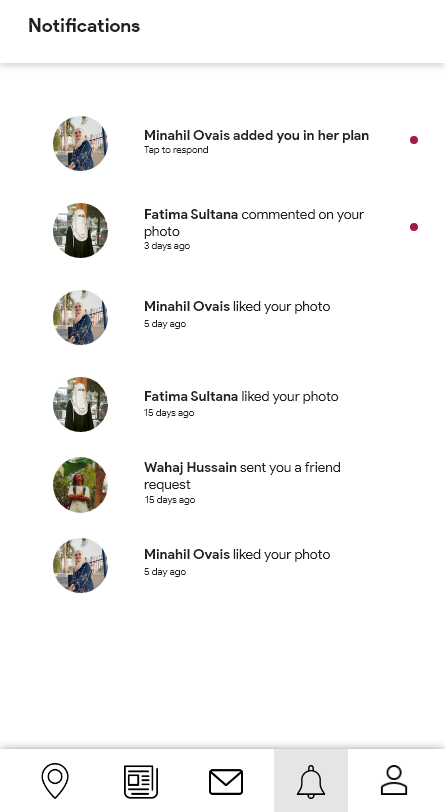 Notifications
Minahil Ovais added you in her plan
Tap to respond
Fatima Sultana commented on your
photo
3 days ago
Minahil Ovais liked your photo
5 day ago
Fatima Sultana liked your photo
15 days ago
Wahaj Hussain sent you a friend
request
15 days ago
Minahil Ovais liked your photo
5 day ago